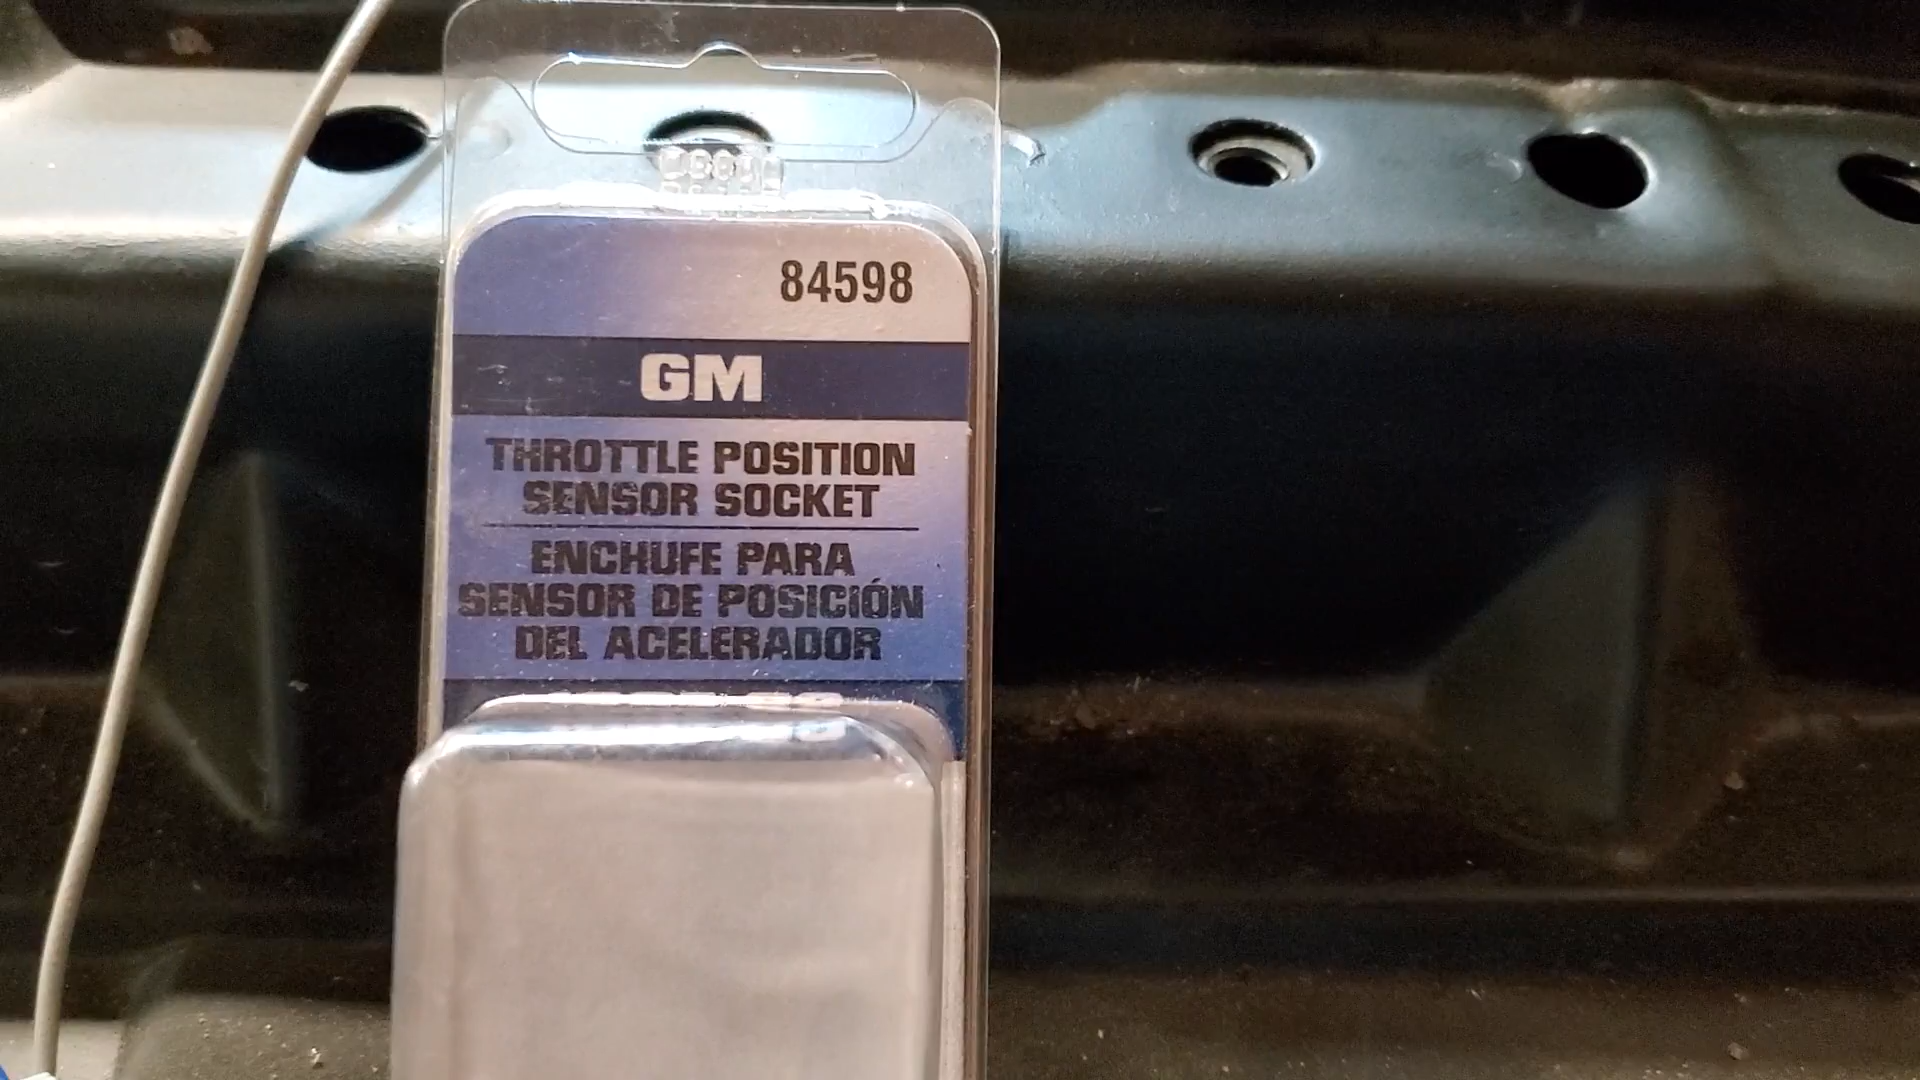 84598
GM
THROTTLE POSITION
SENSOR SOCKET
ENCHUFE PARA
SENSOR DE POSICIÓN
DEL ACELERADOR